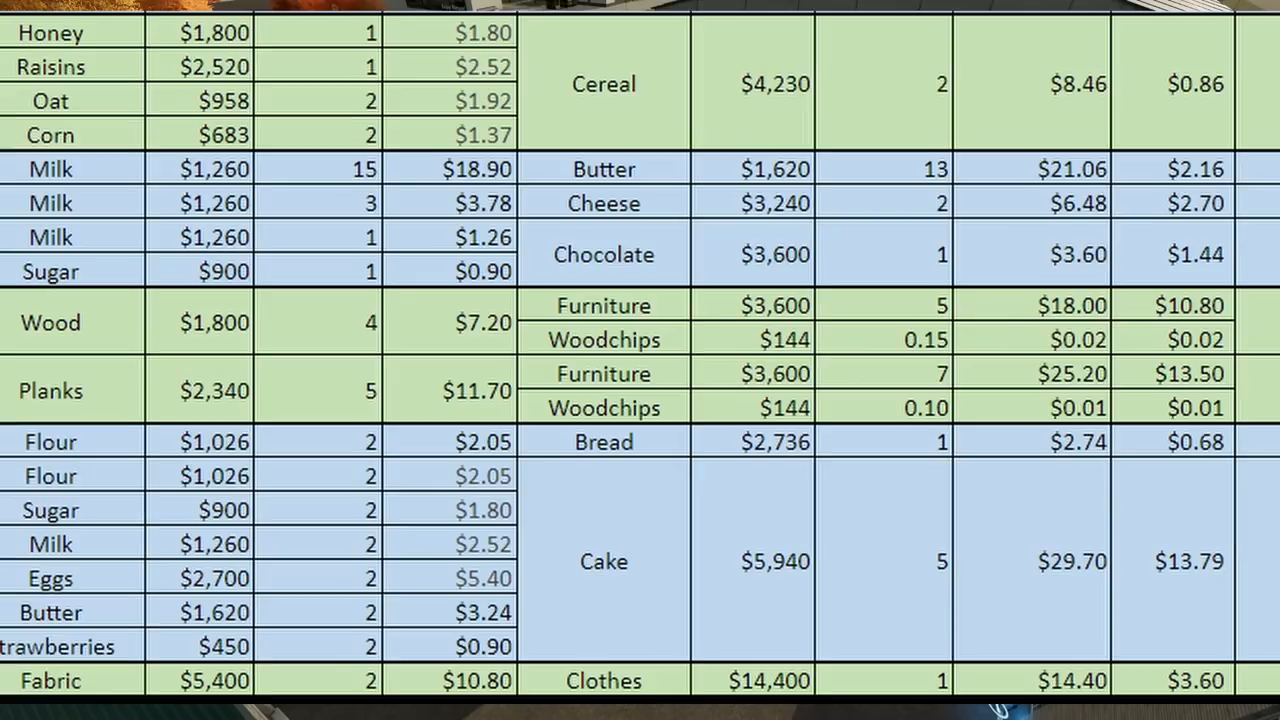 Honey $1,800 1 $1.80 Cereal $4,230 2 $8.46 $0.86
Raisins $2,520 1 $2.52
Oat $958 2 $1.92
Corn $683 2 $1.37
Milk $1,260 15 $18.90 Butter $1,620 13 $21.06 $2.16
Milk $1,260 3 $3.78 Cheese $3,240 2 $6.48 $2.70
Milk $1,260 1 $1.26 Chocolate $3,600 1 $3.60 $1.44
Sugar $900 1 $0.90
Wood $1,800 4 $7.20 Furniture $3,600 5 $18.00 $10.80
Woodchips $144 0.15 $0.02 $0.02
Planks $2,340 5 $11.70 Furniture $3,600 7 $25.20 $13.50
Woodchips $144 0.10 $0.01 $0.01
Flour $1,026 2 $2.05 Bread $2,736 1 $2.74 $0.68
Flour $1,026 2 $2.05 Cake $5,940 5 $29.70 $13.79
Sugar $900 2 $1.80
Milk $1,260 2 $2.52
Eggs $2,700 2 $5.40
Butter $1,620 2 $3.24
trawberries $450 2 $0.90
Fabric $5,400 2 $10.80 Clothes $14,400 1 $14.40 $3.60